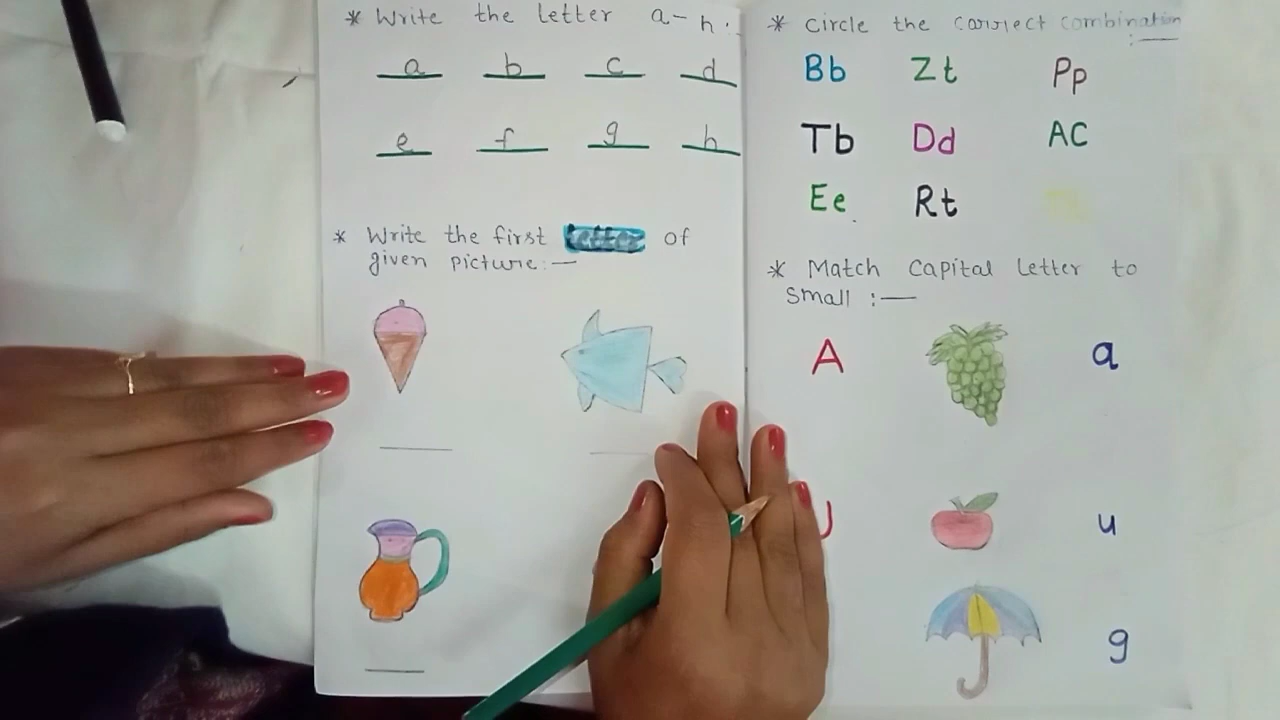 * Write the letter a- h.
a b c d
e f g h
* Write the first letter of
given picture:—
* Circle the correct combination
:—
Bb Zt Pp
Tb Dd AC
Ee Rt
* Match Capital letter to
Small :—
A a
u
g